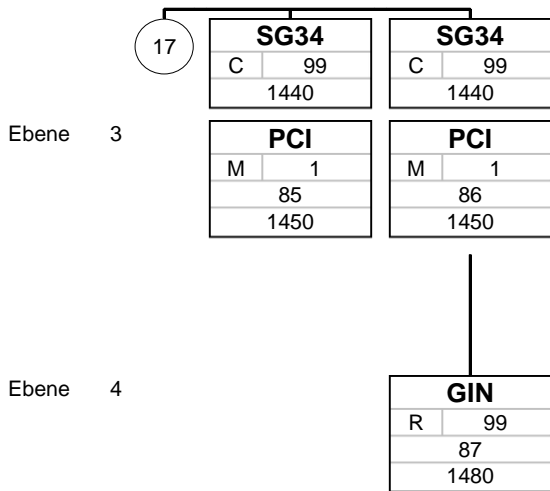 17
SG34 SG34
C 99 C 99
1440 1440
Ebene 3
PCI PCI
M 1 M 1
85 86
1450 1450
Ebene 4
GIN
R 99
87
1480